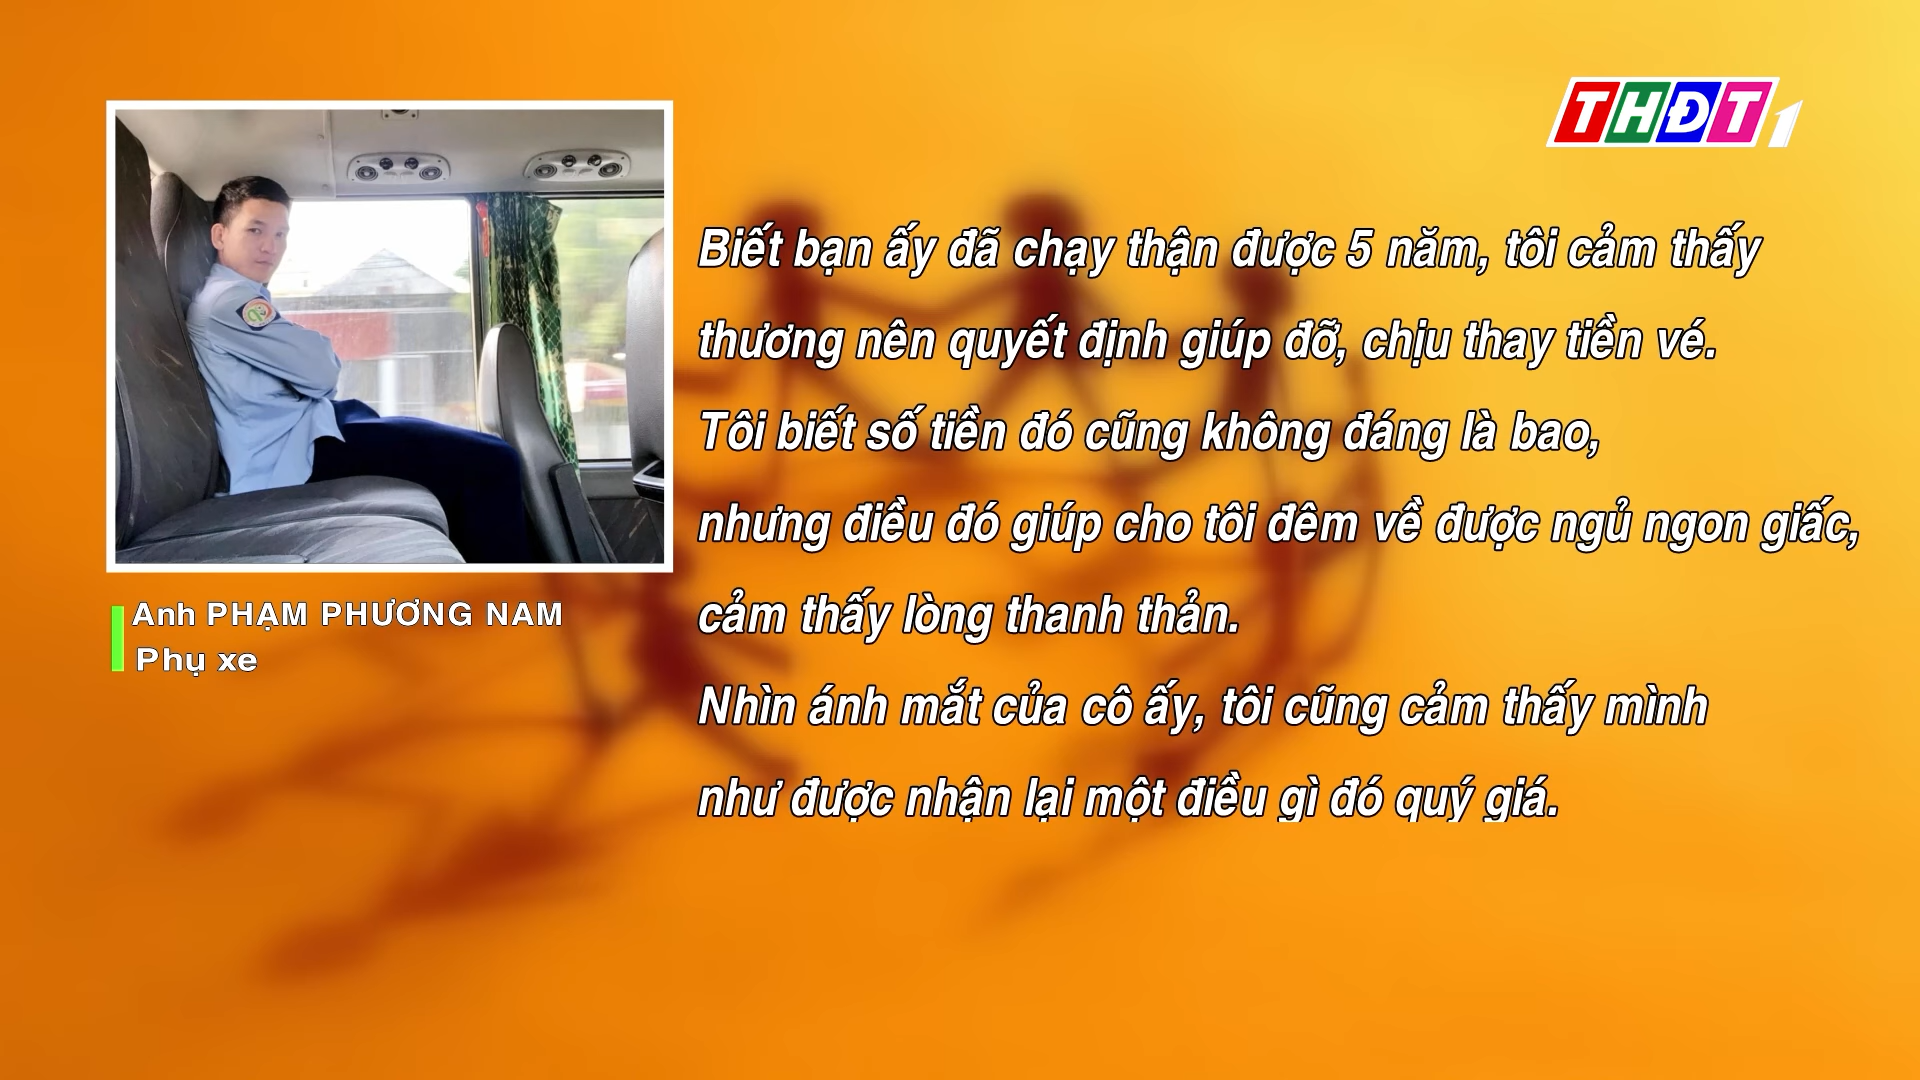 THĐT1
Biết bạn ấy đã chạy thận được 5 năm, tôi cảm thấy
thương nên quyết định giúp đỡ, chịu thay tiền vé.
Tôi biết số tiền đó cũng không đáng là bao,
nhưng điều đó giúp cho tôi đêm về được ngủ ngon giấc,
cảm thấy lòng thanh thản.
Nhìn ánh mắt của cô ấy, tôi cũng cảm thấy mình
như được nhận lại một điều gì đó quý giá.
Anh PHẠM PHƯƠNG NAM
Phụ xe